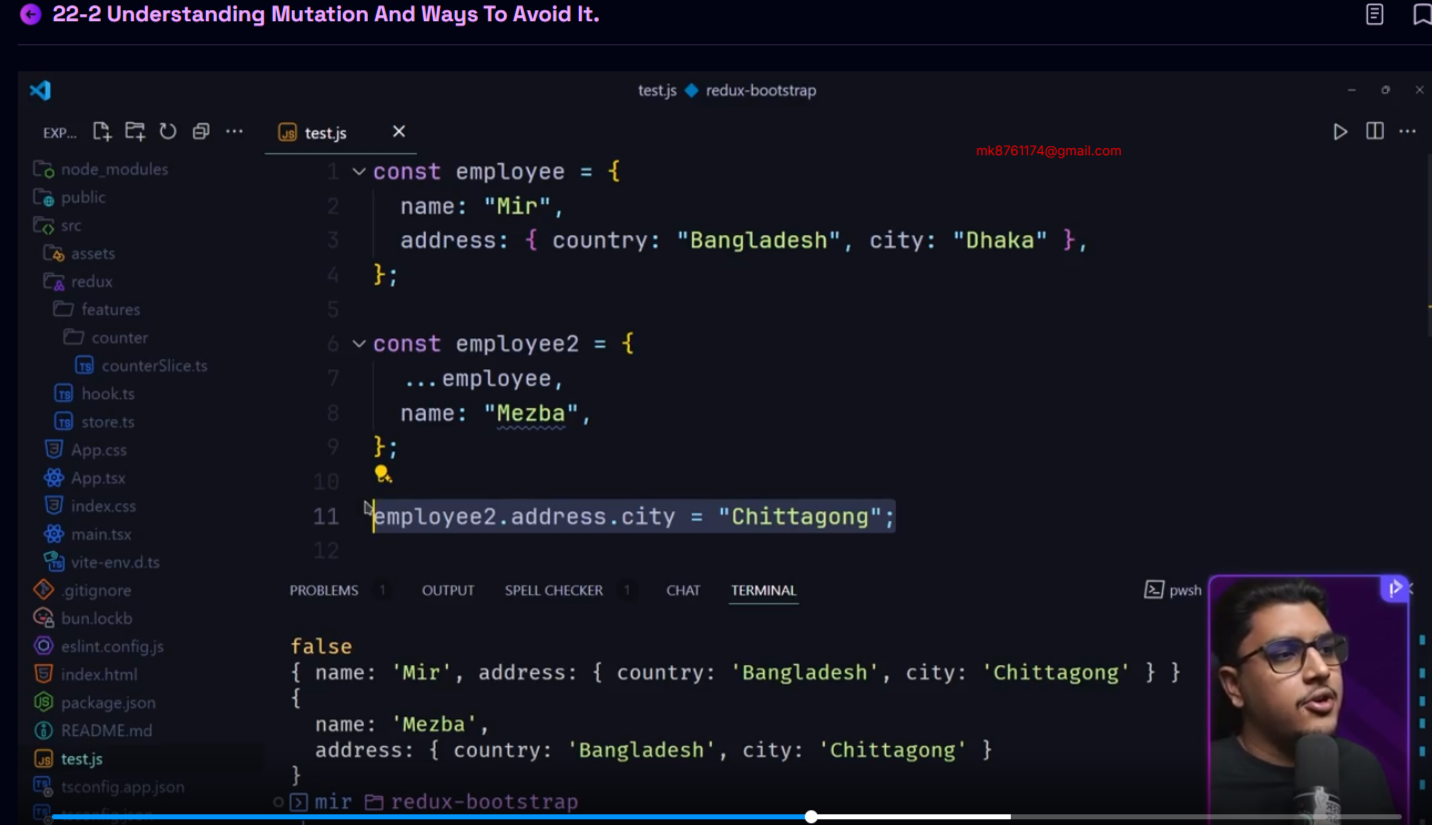 22-2 Understanding Mutation And Ways To Avoid It.
test.js redux-bootstrap
EXP...
test.js
mk8761174@gmail.com
node_modules
public
src
assets
redux
features
counter
counterSlice.ts
hook.ts
store.ts
App.css
App.tsx
index.css
main.tsx
vite-env.d.ts
.gitignore
bun.lockb
eslint.config.js
index.html
package.json
README.md
test.js
tsconfig.app.json
tsconfig.json
1 const employee = {
2 name: "Mir",
3 address: { country: "Bangladesh", city: "Dhaka" },
4 };
5
6 const employee2 = {
7 ...employee,
8 name: "Mezba",
9 };
10
11 employee2.address.city = "Chittagong";
12
PROBLEMS 1 OUTPUT SPELL CHECKER 1 CHAT TERMINAL pwsh
false
{ name: 'Mir', address: { country: 'Bangladesh', city: 'Chittagong' } }
{
name: 'Mezba',
address: { country: 'Bangladesh', city: 'Chittagong' }
}
mir redux-bootstrap